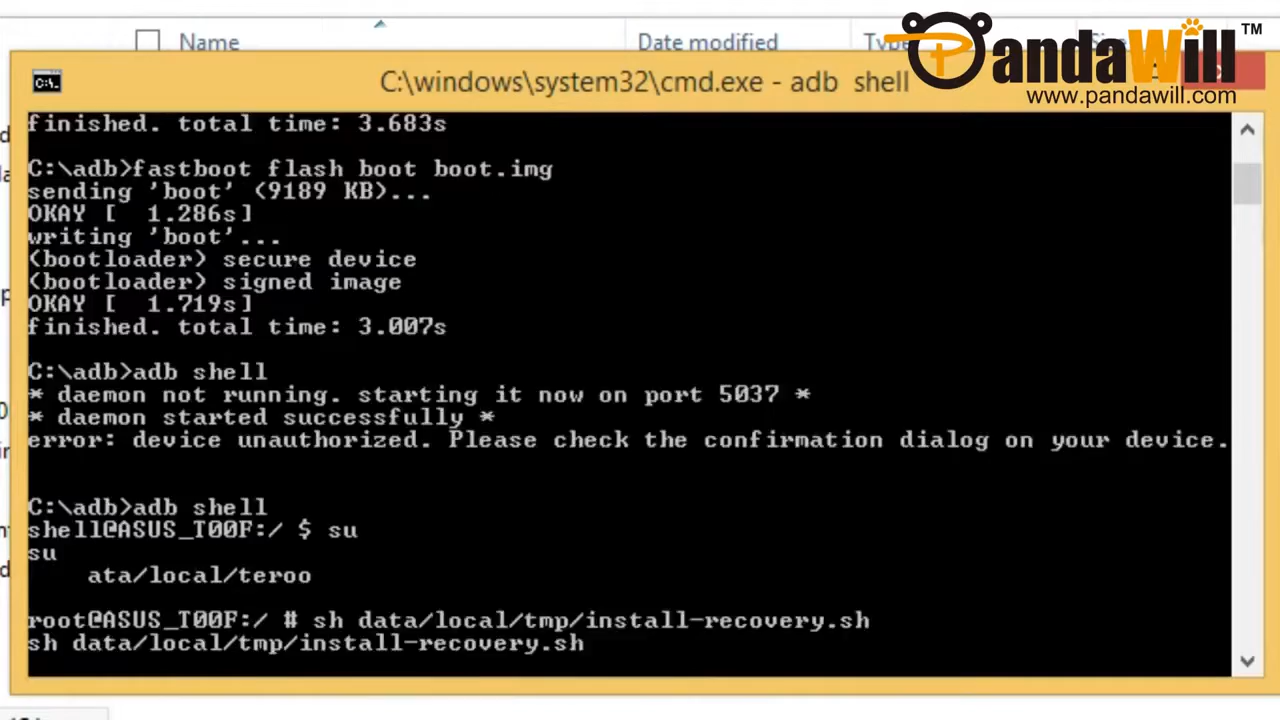 Name
Date modified
Type
PandaWill™
www.pandawill.com
C:\windows\system32\cmd.exe - adb  shell
finished. total time: 3.683s
C:\adb>fastboot flash boot boot.img
sending 'boot' (9189 KB)...
OKAY [  1.286s]
writing 'boot'...
(bootloader) secure device
(bootloader) signed image
OKAY [  1.719s]
finished. total time: 3.007s
C:\adb>adb shell
* daemon not running. starting it now on port 5037 *
* daemon started successfully *
error: device unauthorized. Please check the confirmation dialog on your device.
C:\adb>adb shell
shell@ASUS_T00F:/ $ su
su
ata/local/teroo
root@ASUS_T00F:/ # sh data/local/tmp/install-recovery.sh
sh data/local/tmp/install-recovery.sh